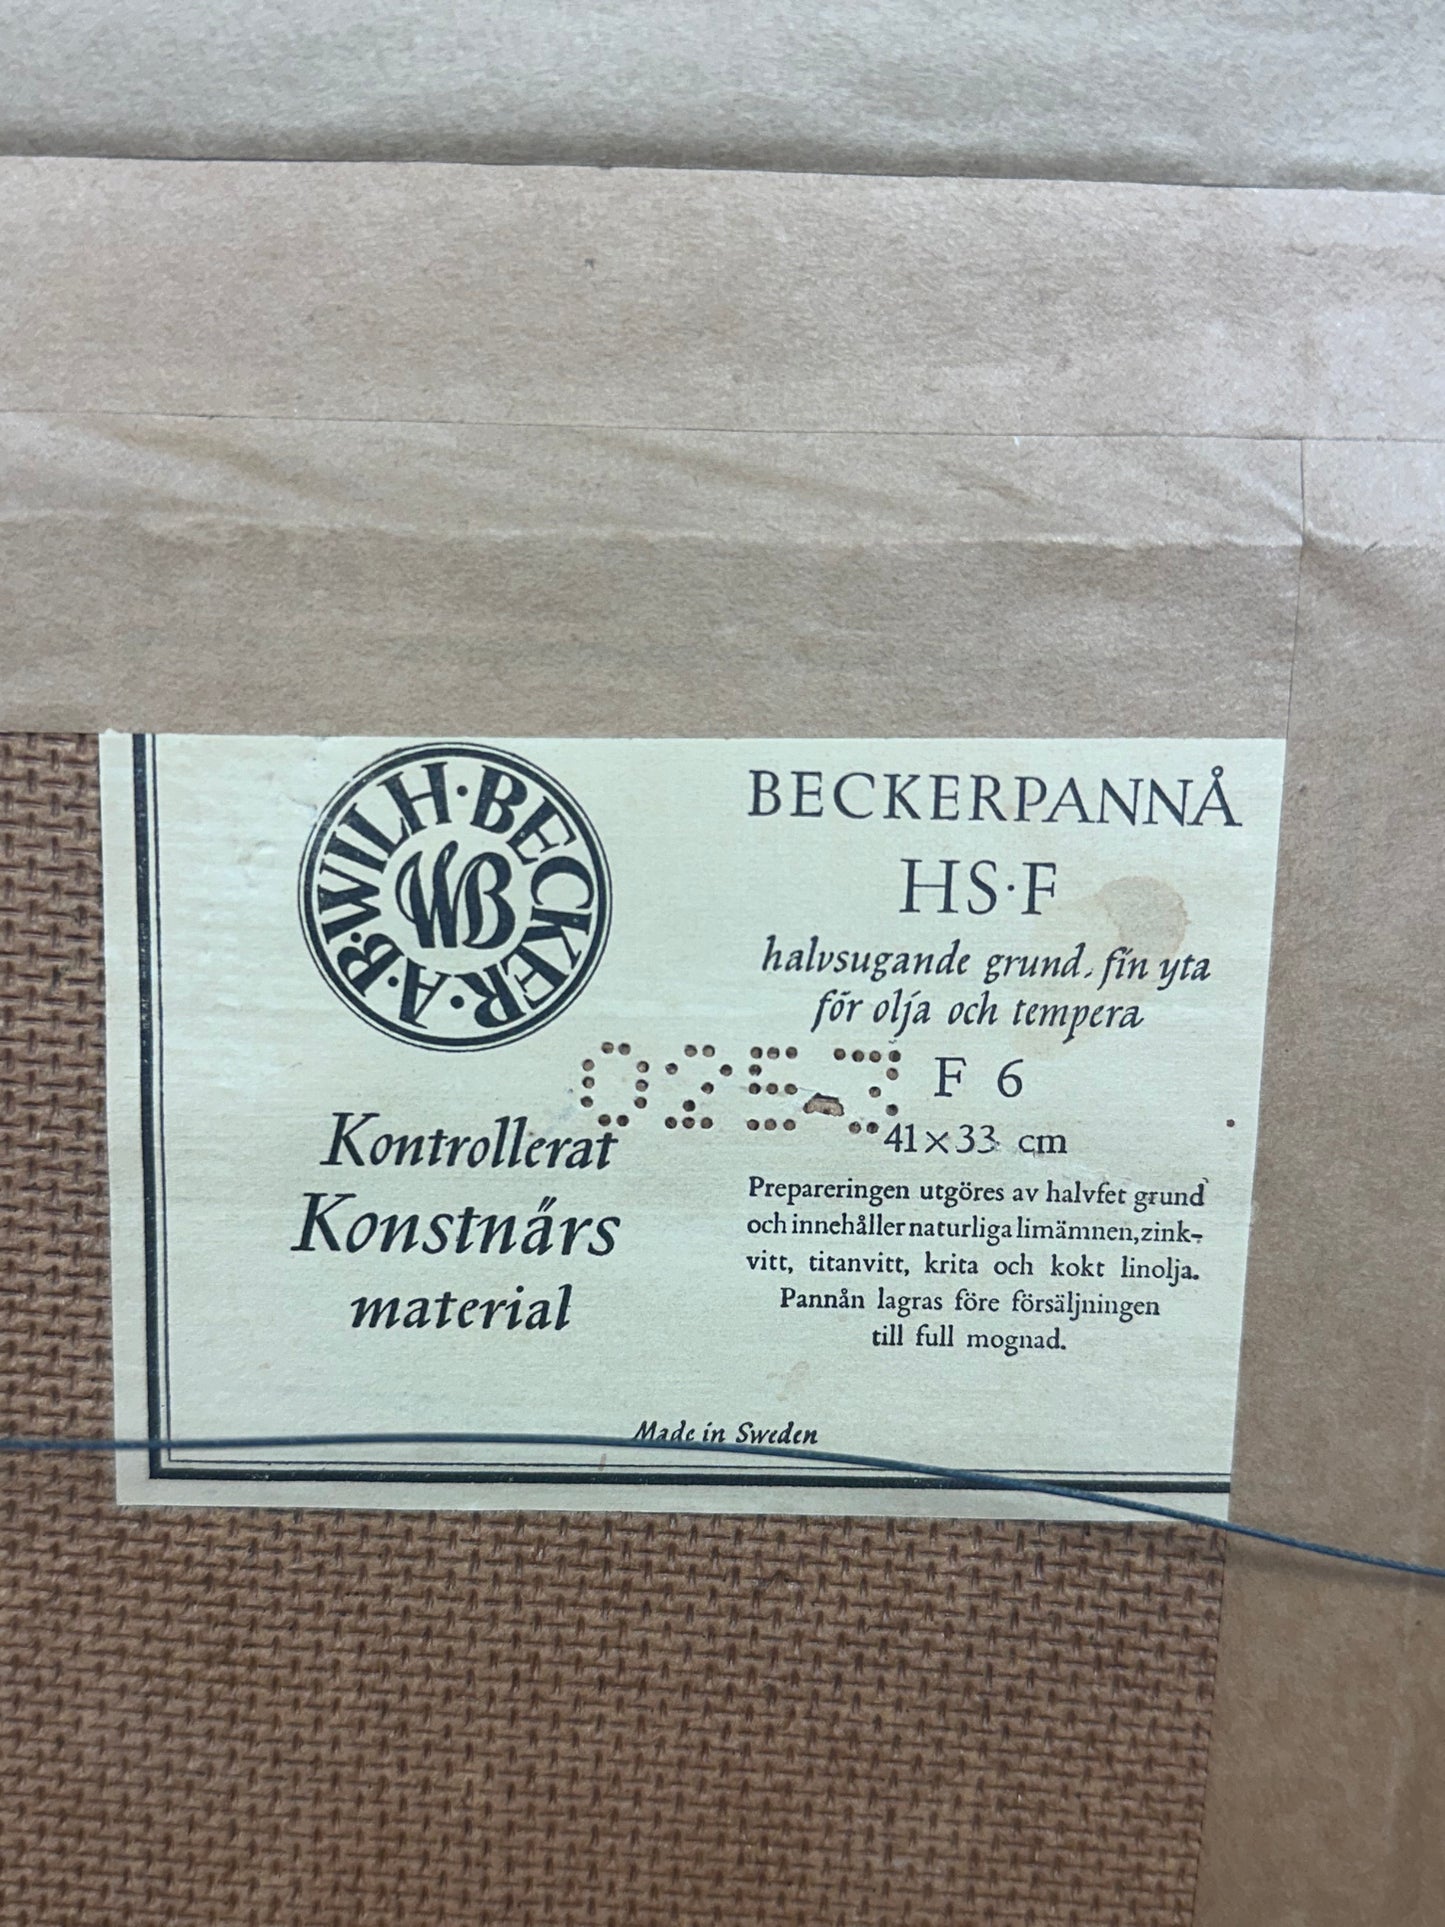 A·B·WILH·BECKER
WB
Kontrollerat
Konstnärs
material
BECKERPANNÅ
HS·F
halvsugande grund, fin yta
för olja och tempera
F 6
41×33 cm
Prepareringen utgöres av halvfet grund
och innehåller naturliga limämnen, zink-
vitt, titanvitt, krita och kokt linolja.
Pannån lagras före försäljningen
till full mognad.
Made in Sweden